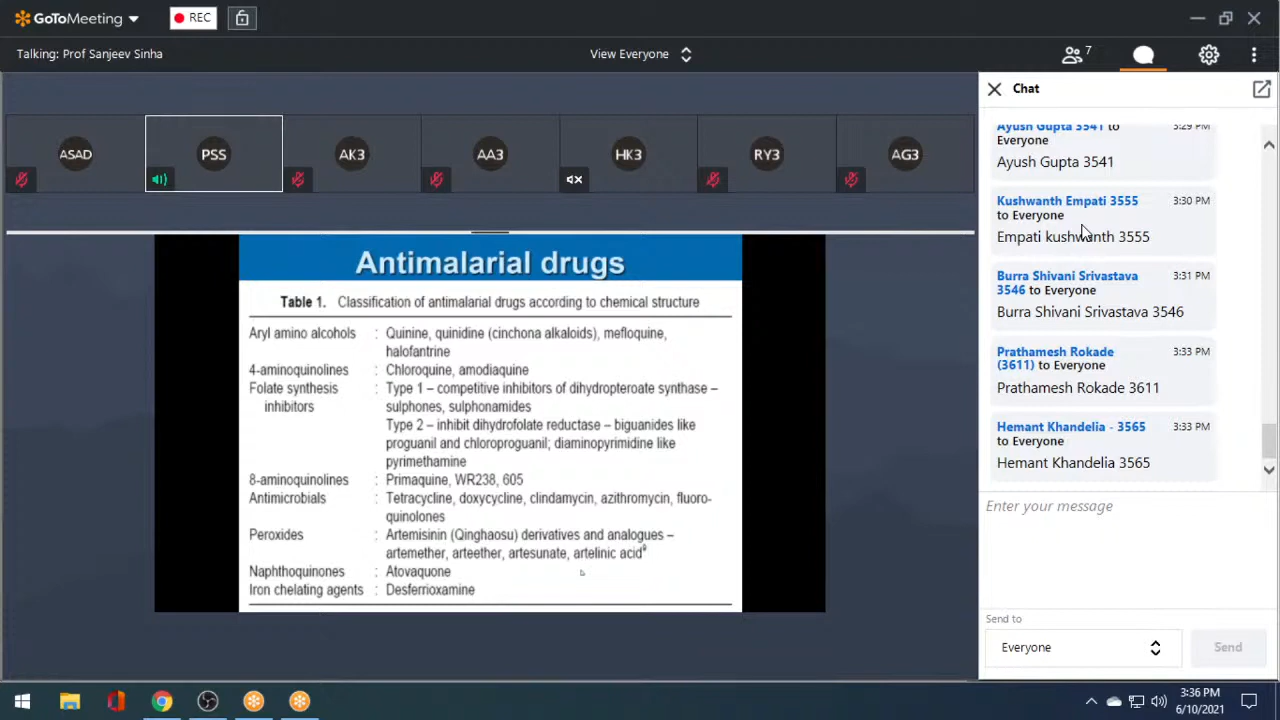 GoToMeeting
REC
Talking: Prof Sanjeev Sinha
View Everyone
7
Chat
ASAD
PSS
AK3
AA3
HK3
RY3
AG3
Antimalarial drugs
Table 1. Classification of antimalarial drugs according to chemical structure
Aryl amino alcohols : Quinine, quinidine (cinchona alkaloids), mefloquine,
halofantrine
4-aminoquinolines : Chloroquine, amodiaquine
Folate synthesis : Type 1 – competitive inhibitors of dihydropteroate synthase –
inhibitors sulphones, sulphonamides
Type 2 – inhibit dihydrofolate reductase – biguanides like
proguanil and chloroproguanil; diaminopyrimidine like
pyrimethamine
8-aminoquinolines : Primaquine, WR238, 605
Antimicrobials : Tetracycline, doxycycline, clindamycin, azithromycin, fluoro-
quinolones
Peroxides : Artemisinin (Qinghaosu) derivatives and analogues –
artemether, arteether, artesunate, artelinic acid
Naphthoquinones : Atovaquone
Iron chelating agents : Desferrioxamine
Ayush Gupta 3541 to 3:29 PM
Everyone
Ayush Gupta 3541
Kushwanth Empati 3555 3:30 PM
to Everyone
Empati kushwanth 3555
Burra Shivani Srivastava 3:31 PM
3546 to Everyone
Burra Shivani Srivastava 3546
Prathamesh Rokade 3:33 PM
(3611) to Everyone
Prathamesh Rokade 3611
Hemant Khandelia - 3565 3:33 PM
to Everyone
Hemant Khandelia 3565
Enter your message
Send to
Everyone
Send
3:36 PM
6/10/2021